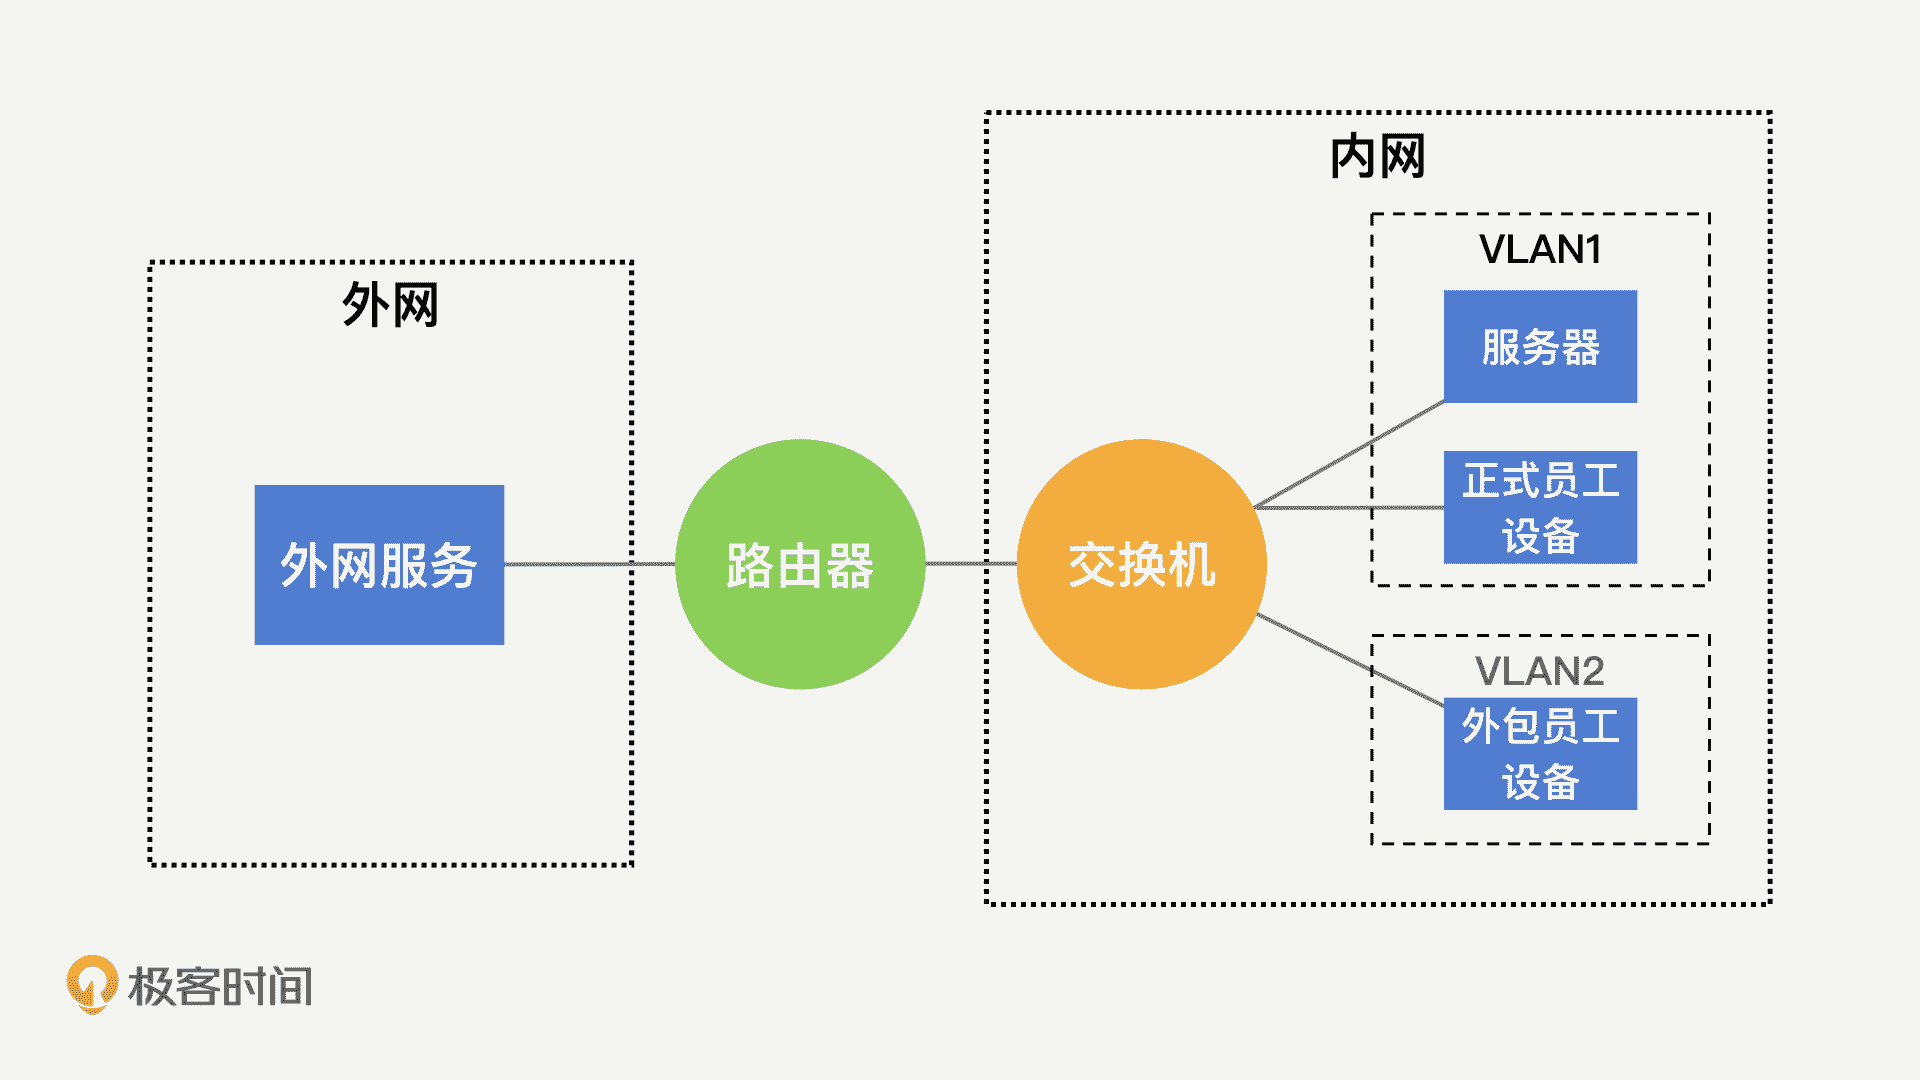 外网
外网服务
路由器
内网
交换机
VLAN1
服务器
正式员工
设备
VLAN2
外包员工
设备
极客时间